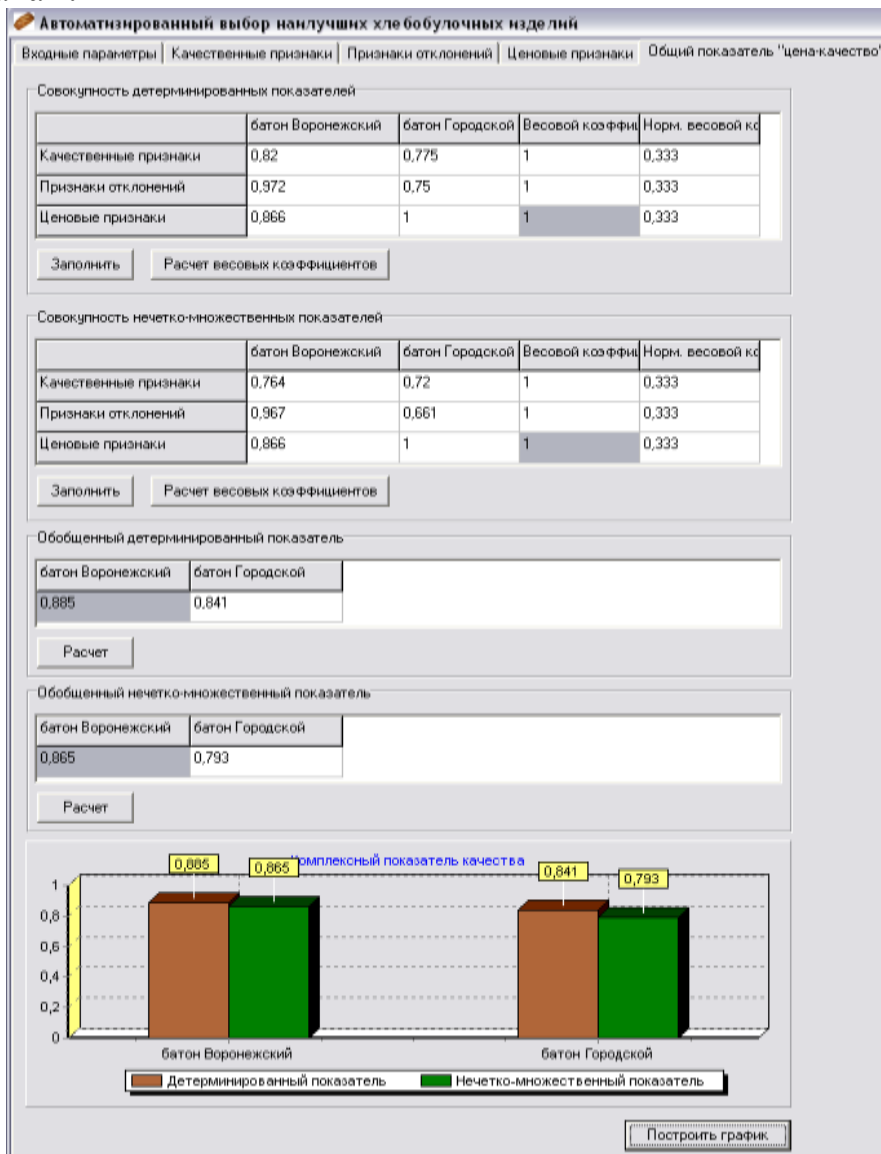 Автоматизированный выбор наилучших хлебобулочных изделий
Входные параметры Качественные признаки Признаки отклонений Ценовые признаки Общий показатель "цена-качество"
Совокупность детерминированных показателей
батон Воронежский батон Городской Весовой коэффиц Норм. весовой ко
Качественные признаки 0,82 0,775 1 0,333
Признаки отклонений 0,972 0,75 1 0,333
Ценовые признаки 0,866 1 1 0,333
Заполнить Расчет весовых коэффициентов
Совокупность нечетко-множественных показателей
батон Воронежский батон Городской Весовой коэффиц Норм. весовой ко
Качественные признаки 0,764 0,72 1 0,333
Признаки отклонений 0,967 0,661 1 0,333
Ценовые признаки 0,866 1 1 0,333
Заполнить Расчет весовых коэффициентов
Обобщенный детерминированный показатель
батон Воронежский батон Городской
0,885 0,841
Расчет
Обобщенный нечетко-множественный показатель
батон Воронежский батон Городской
0,865 0,793
Расчет
Комплексный показатель качества
0,885 0,865 0,841 0,793
1
0,8
0,6
0,4
0,2
0
батон Воронежский батон Городской
Детерминированный показатель Нечетко-множественный показатель
Построить график